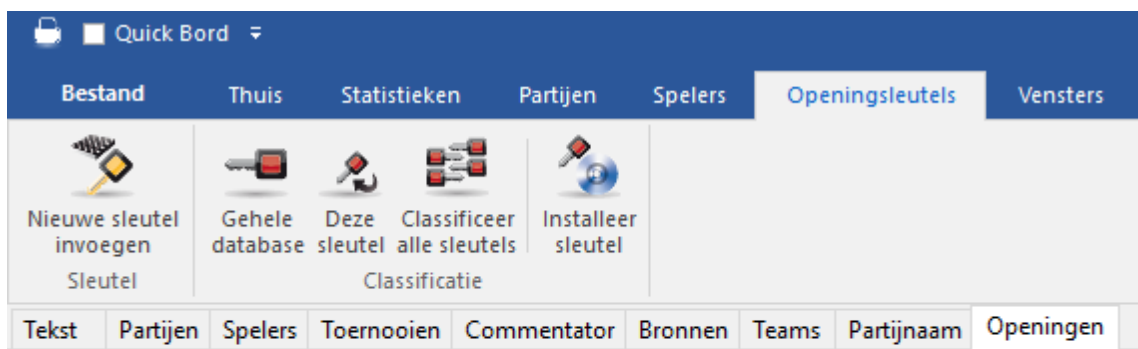 Quick Bord
Bestand Thuis Statistieken Partijen Spelers Openingsleutels Vensters
Nieuwe sleutel Gehele Deze Classificeer Installeer
invoegen database sleutel alle sleutels sleutel
Sleutel Classificatie
Tekst Partijen Spelers Toernooien Commentator Bronnen Teams Partijnaam Openingen